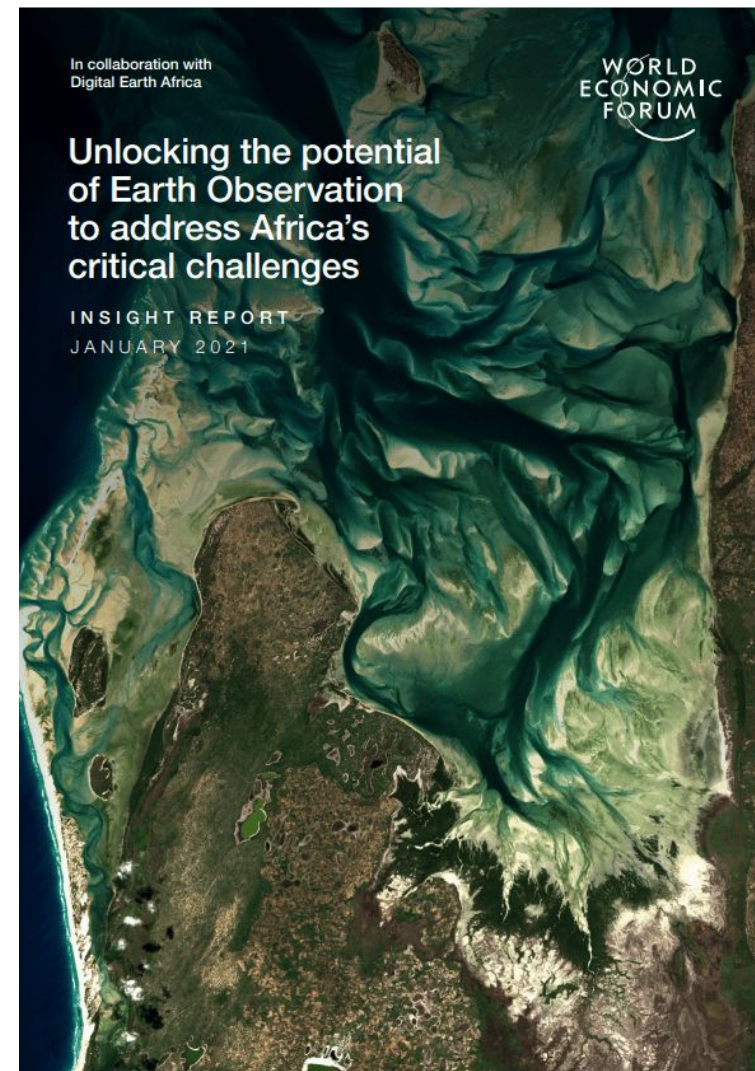 In collaboration with
Digital Earth Africa
WORLD
ECONOMIC
FORUM
Unlocking the potential
of Earth Observation
to address Africa's
critical challenges
INSIGHT REPORT
JANUARY 2021